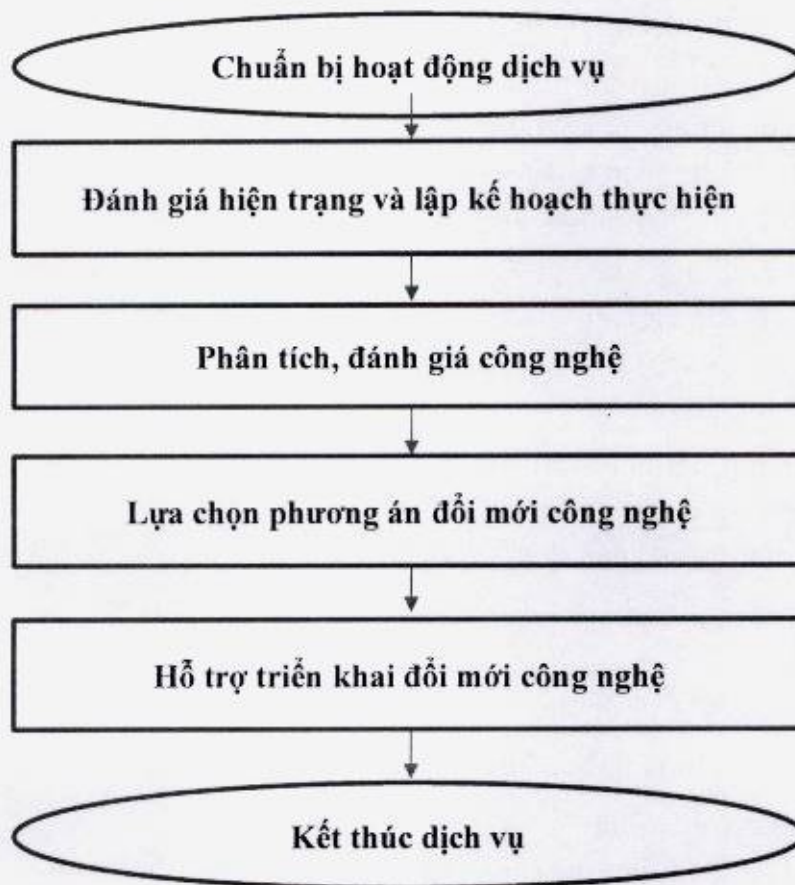 Chuẩn bị hoạt động dịch vụ
Đánh giá hiện trạng và lập kế hoạch thực hiện
Phân tích, đánh giá công nghệ
Lựa chọn phương án đổi mới công nghệ
Hỗ trợ triển khai đổi mới công nghệ
Kết thúc dịch vụ